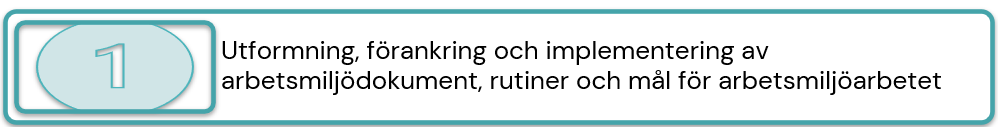 1
Utformning, förankring och implementering av
arbetsmiljödokument, rutiner och mål för arbetsmiljöarbetet